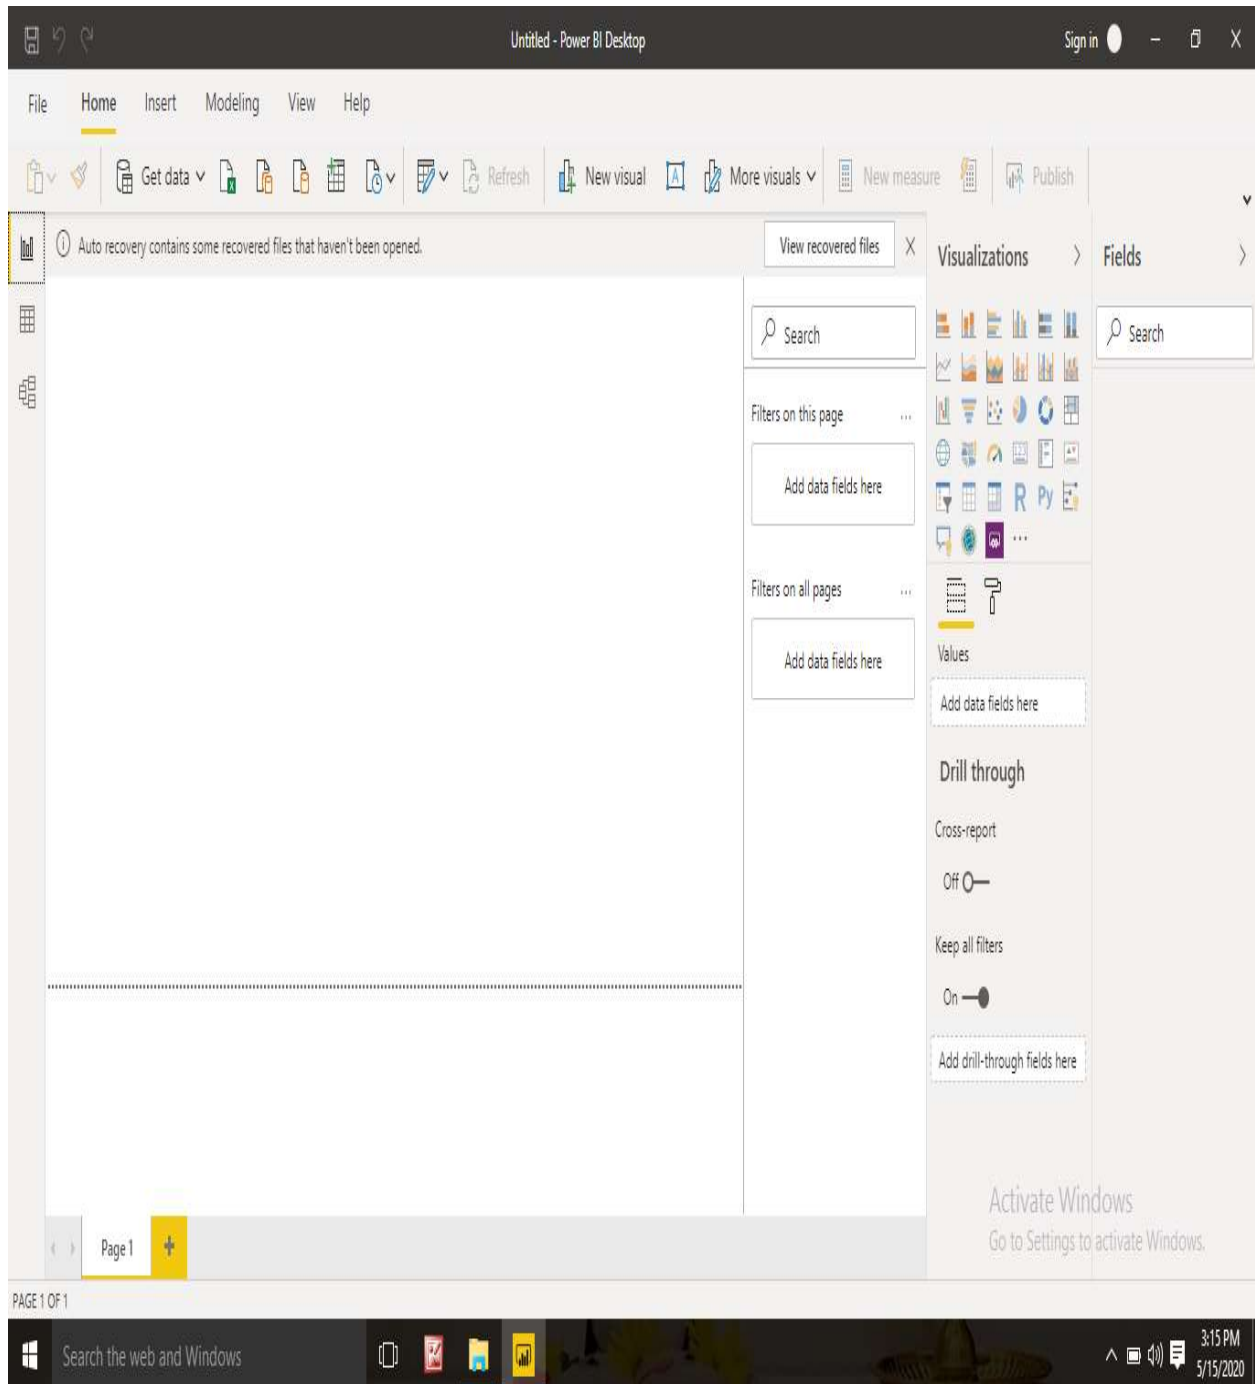 Untitled - Power BI Desktop
Sign in
File Home Insert Modeling View Help
Get data Refresh New visual A More visuals New measure Publish
Auto recovery contains some recovered files that haven't been opened.
View recovered files
Visualizations
Fields
Search
Search
Filters on this page
Add data fields here
Filters on all pages
Add data fields here
123
R Py
Values
Add data fields here
Drill through
Cross-report
Off
Keep all filters
On
Add drill-through fields here
Activate Windows
Go to Settings to activate Windows.
Page 1
PAGE 1 OF 1
Search the web and Windows
3:15 PM
5/15/2020